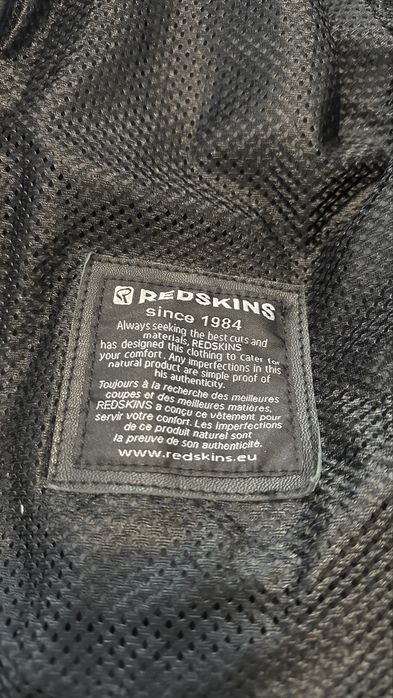 REDSKINS
since 1984
Always seeking the best cuts and
materials, REDSKINS
has designed this clothing to cater for
your comfort. Any imperfections in this
natural product are simple proof of
his authenticity.
Toujours à la recherche des meilleures
coupes et des meilleures matières,
REDSKINS a conçu ce vêtement pour
servir votre confort. Les imperfections
de ce produit naturel sont
la preuve de son authenticité.
www.redskins.eu